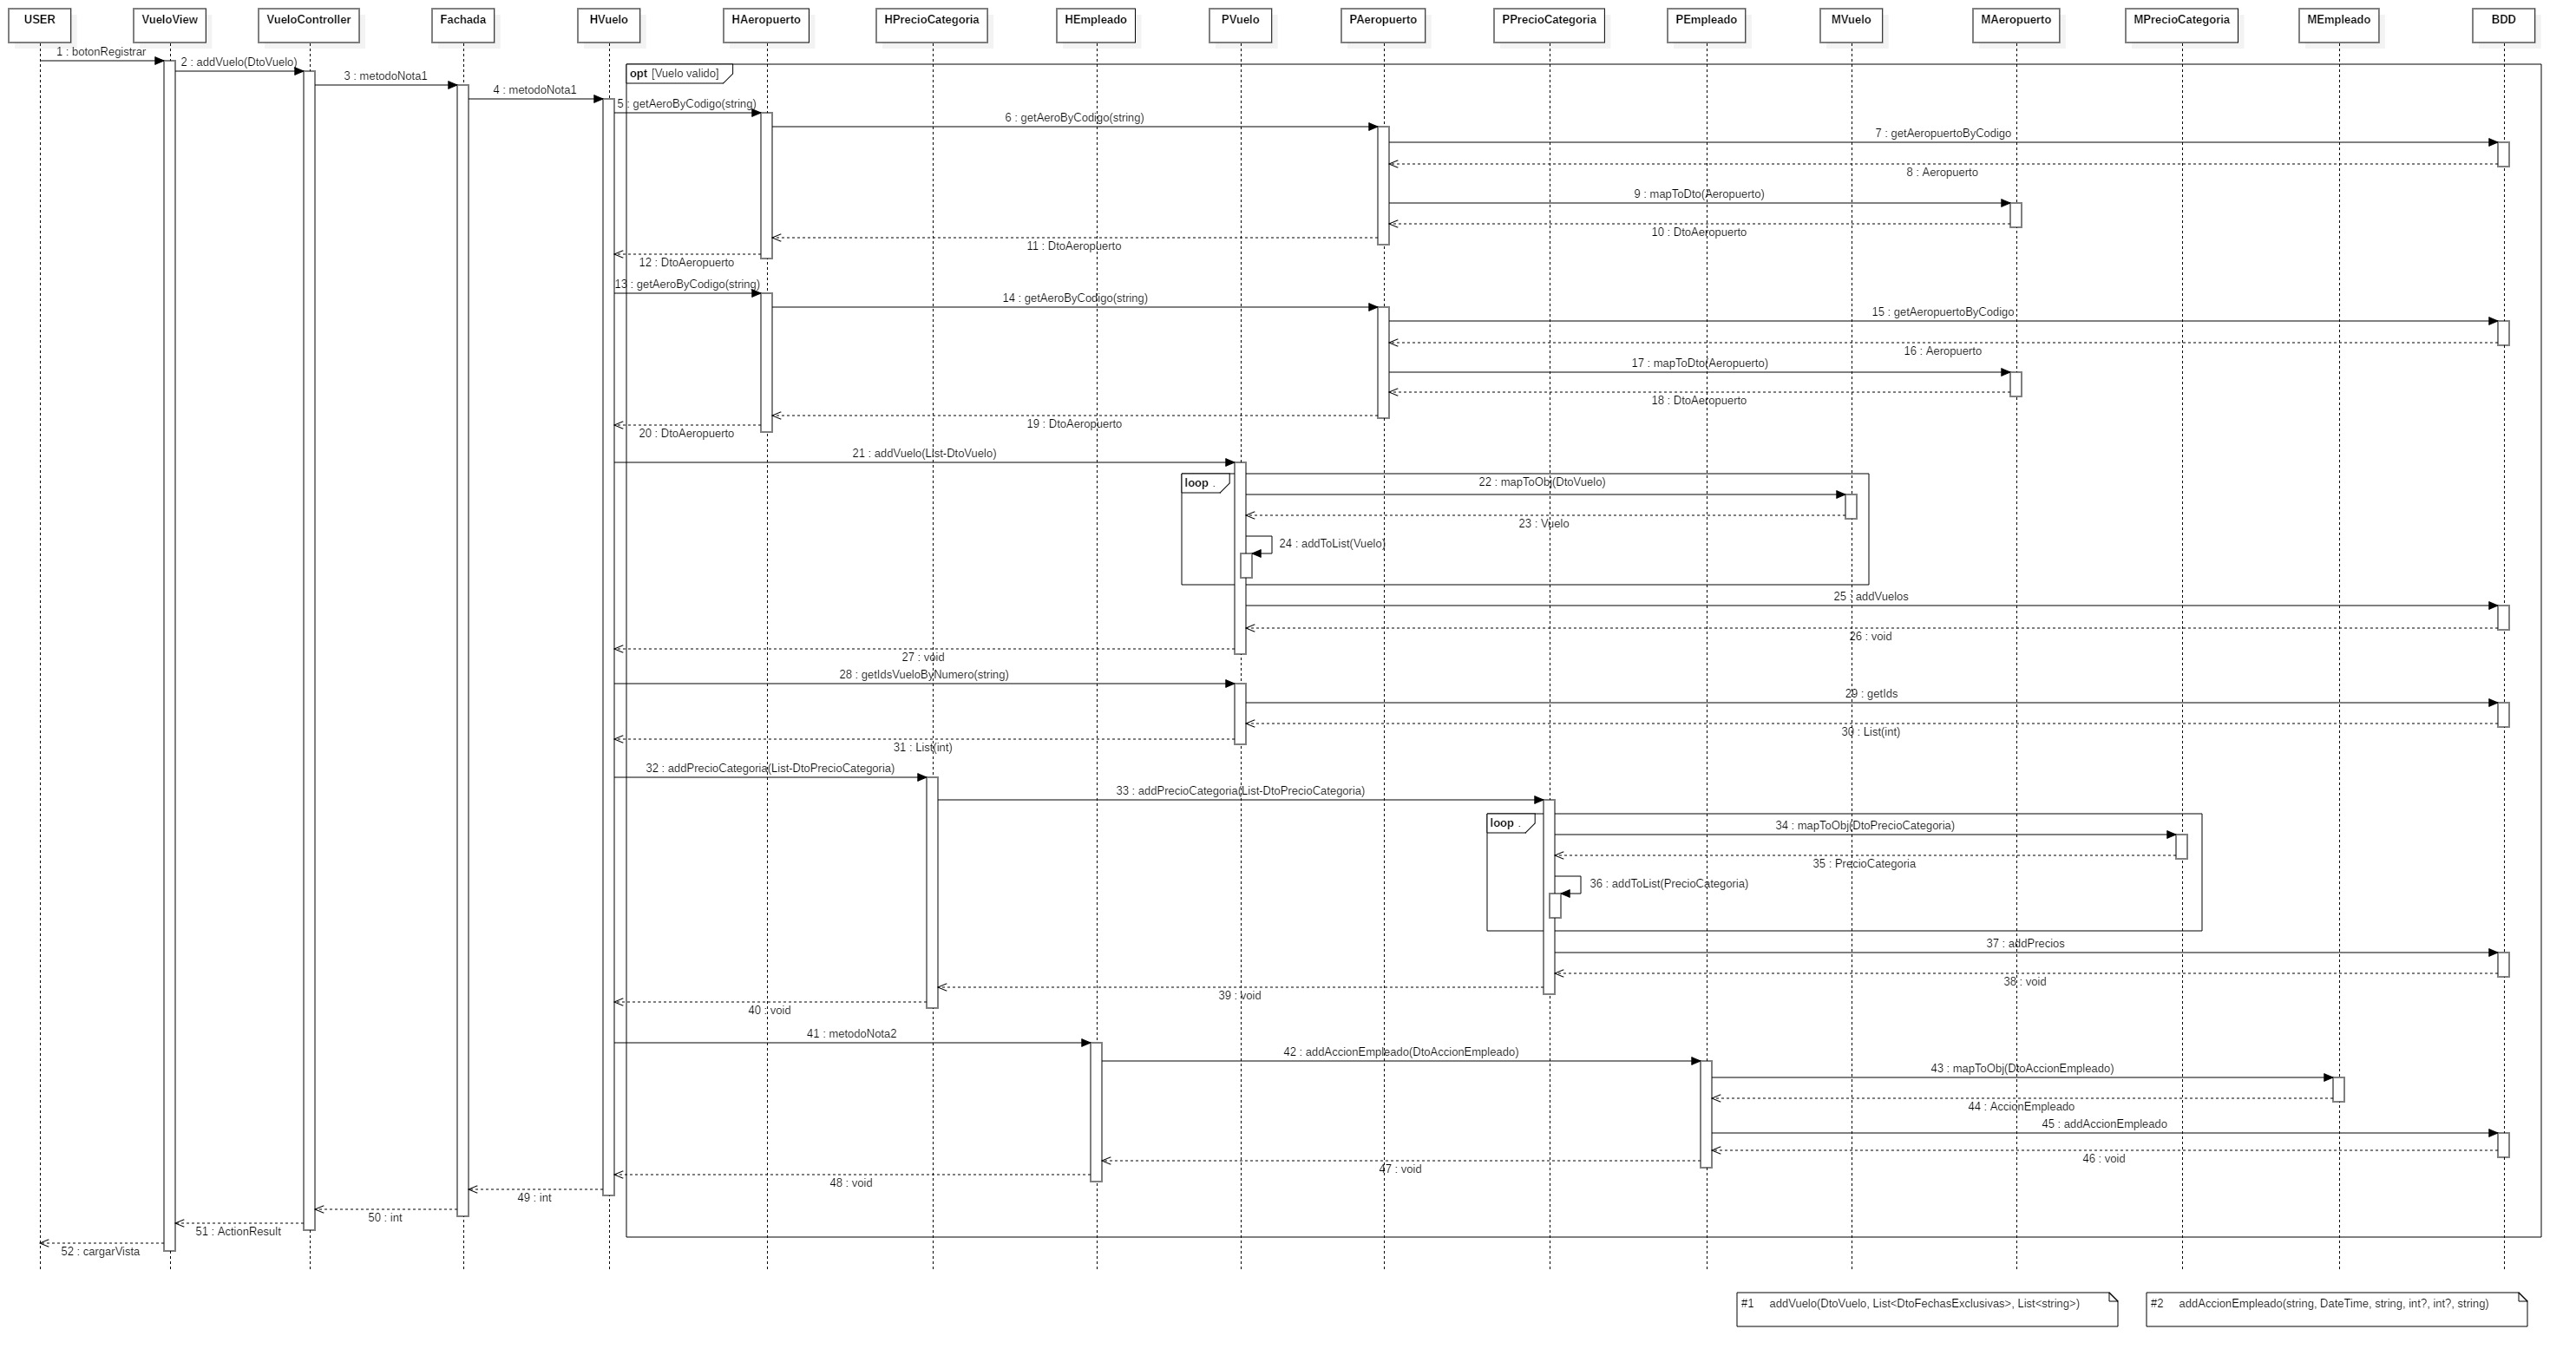 USER
VueloView
VueloController
Fachada
HVuelo
HAeropuerto
HPrecioCategoria
HEmpleado
PVuelo
PAeropuerto
PPrecioCategoria
PEmpleado
MVuelo
MAeropuerto
MPrecioCategoria
MEmpleado
BDD
1 : botonRegistrar
2 : addVuelo(DtoVuelo)
opt [Vuelo valido]
3 : metodoNota1
4 : metodoNota1
5 : getAeroByCodigo(string)
6 : getAeroByCodigo(string)
7 : getAeropuertoByCodigo
8 : Aeropuerto
9 : mapToDto(Aeropuerto)
10 : DtoAeropuerto
11 : DtoAeropuerto
12 : DtoAeropuerto
13 : getAeroByCodigo(string)
14 : getAeroByCodigo(string)
15 : getAeropuertoByCodigo
16 : Aeropuerto
17 : mapToDto(Aeropuerto)
18 : DtoAeropuerto
19 : DtoAeropuerto
20 : DtoAeropuerto
21 : addVuelo(List-DtoVuelo)
loop .
22 : mapToObj(DtoVuelo)
23 : Vuelo
24 : addToList(Vuelo)
25 : addVuelos
26 : void
27 : void
28 : getIdsVueloByNumero(string)
29 : getIds
30 : List(int)
31 : List(int)
32 : addPrecioCategoria(List-DtoPrecioCategoria)
33 : addPrecioCategoria(List-DtoPrecioCategoria)
loop .
34 : mapToObj(DtoPrecioCategoria)
35 : PrecioCategoria
36 : addToList(PrecioCategoria)
37 : addPrecios
38 : void
39 : void
40 : void
41 : metodoNota2
42 : addAccionEmpleado(DtoAccionEmpleado)
43 : mapToObj(DtoAccionEmpleado)
44 : AccionEmpleado
45 : addAccionEmpleado
46 : void
47 : void
48 : void
49 : int
50 : int
51 : ActionResult
52 : cargarVista
#1 addVuelo(DtoVuelo, List<DtoFechasExclusivas>, List<string>)
#2 addAccionEmpleado(string, DateTime, string, int?, int?, string)